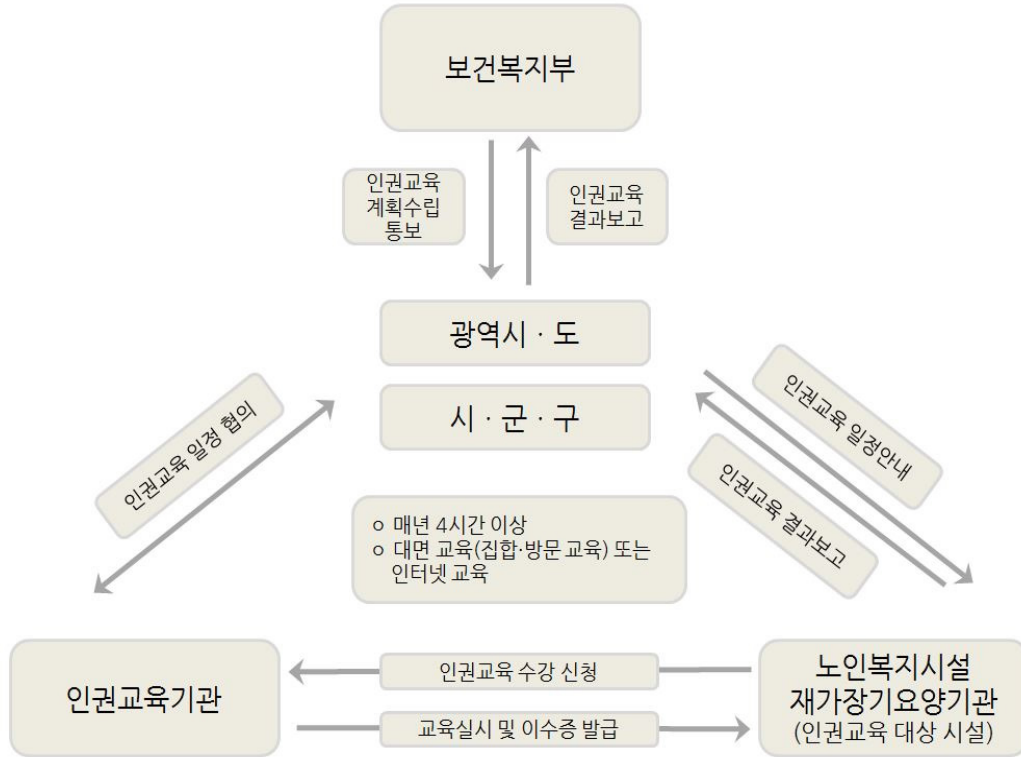 보건복지부
인권교육
계획수립
통보
인권교육
결과보고
광역시 · 도
시 · 군 · 구
인권교육 일정 협의
인권교육 일정안내
인권교육 결과보고
○ 매년 4시간 이상
○ 대면 교육(집합·방문 교육) 또는
인터넷 교육
인권교육기관
인권교육 수강 신청
교육실시 및 이수증 발급
노인복지시설
재가장기요양기관
(인권교육 대상 시설)